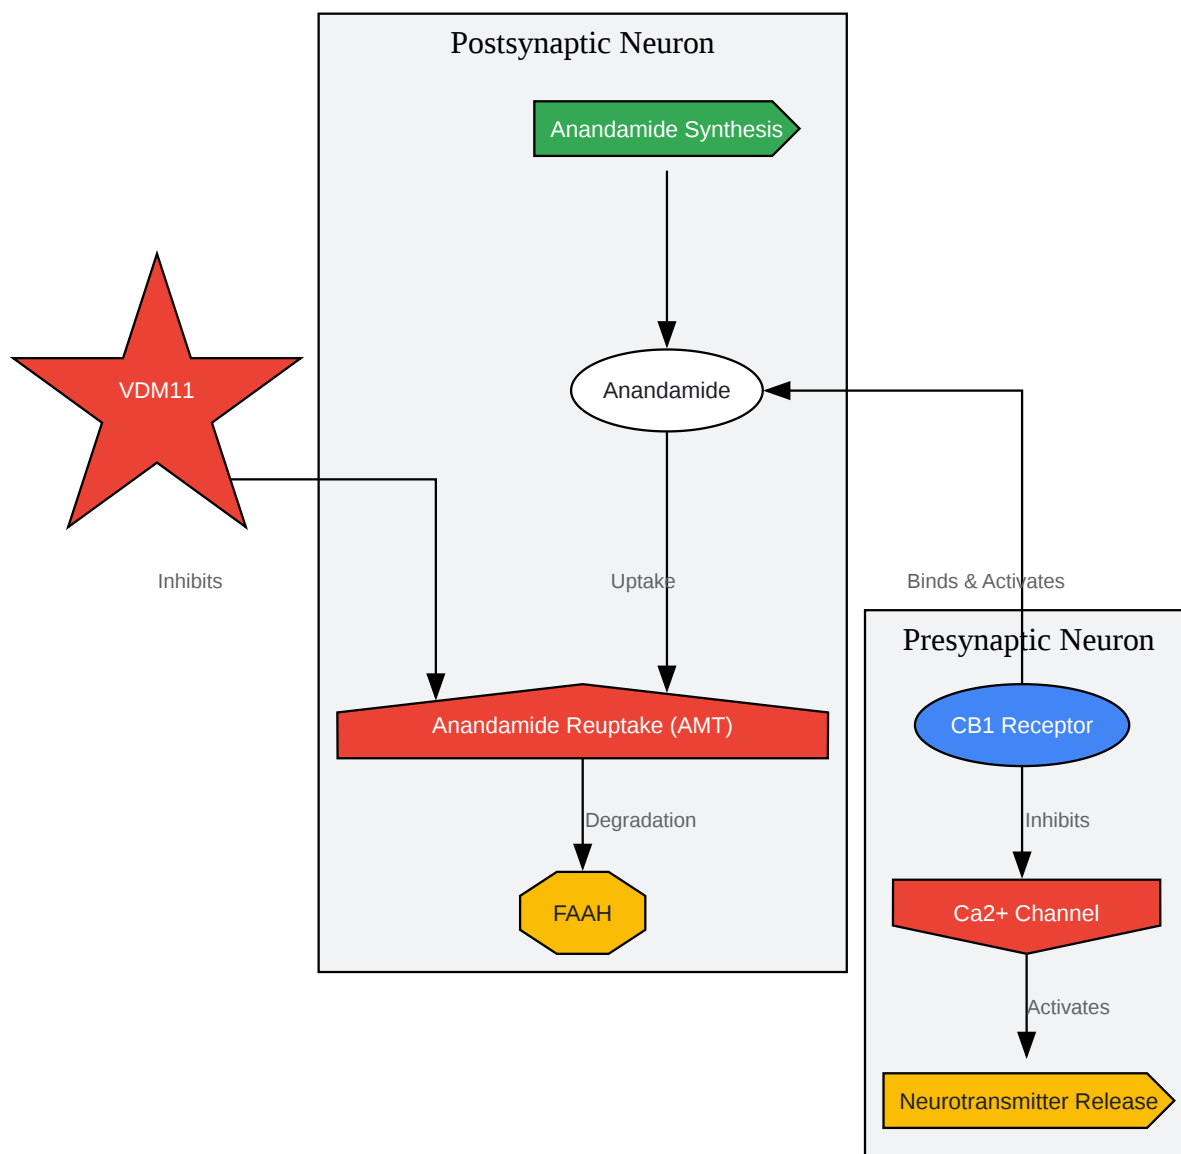 Postsynaptic Neuron
Anandamide Synthesis
VDM11
Anandamide
Inhibits
Uptake
Binds & Activates
Presynaptic Neuron
Anandamide Reuptake (AMT)
CB1 Receptor
Degradation
Inhibits
FAAH
Ca2+ Channel
Activates
Neurotransmitter Release